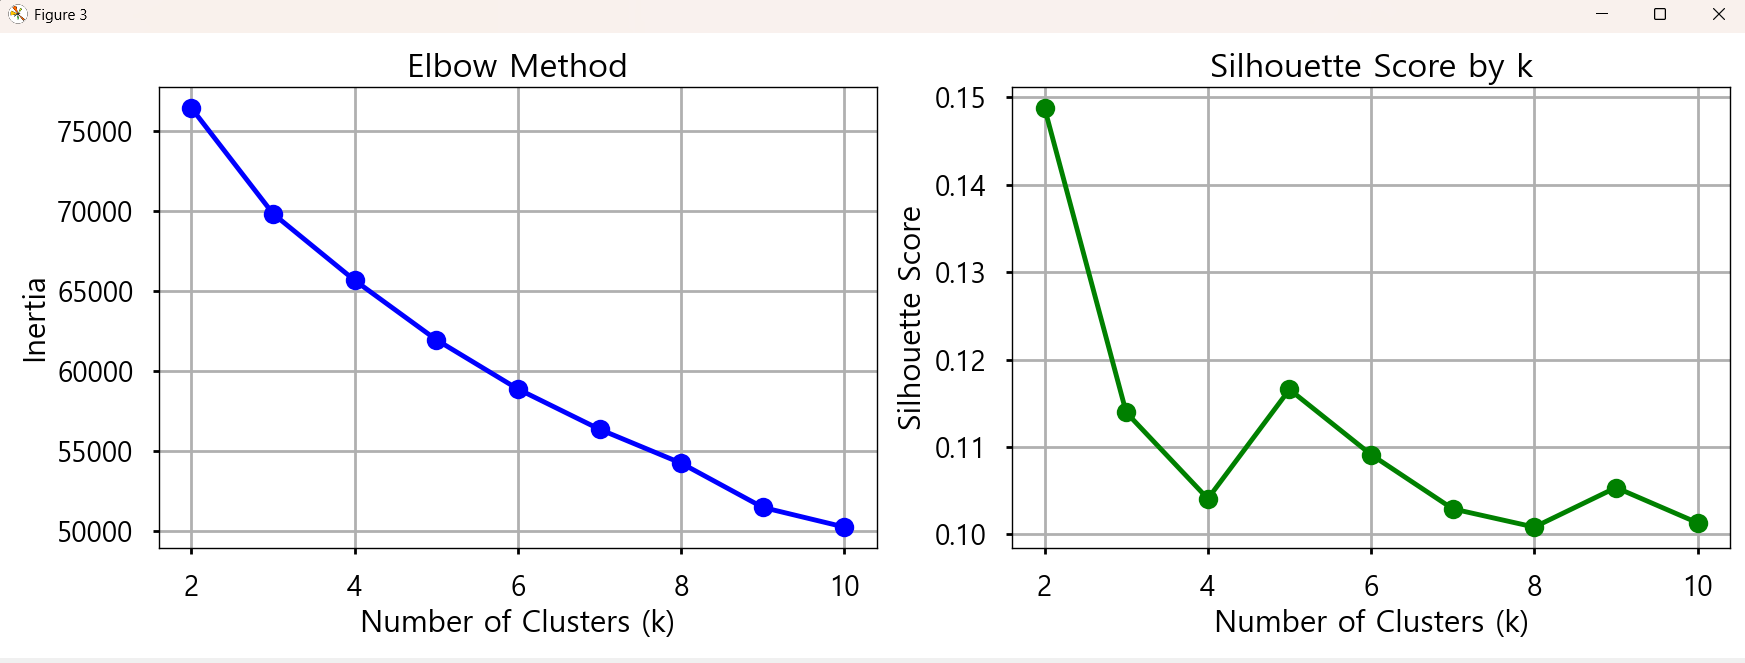 Figure 3
Elbow Method
Inertia
75000
70000
65000
60000
55000
50000
2 4 6 8 10
Number of Clusters (k)
Silhouette Score by k
Silhouette Score
0.15
0.14
0.13
0.12
0.11
0.10
2 4 6 8 10
Number of Clusters (k)